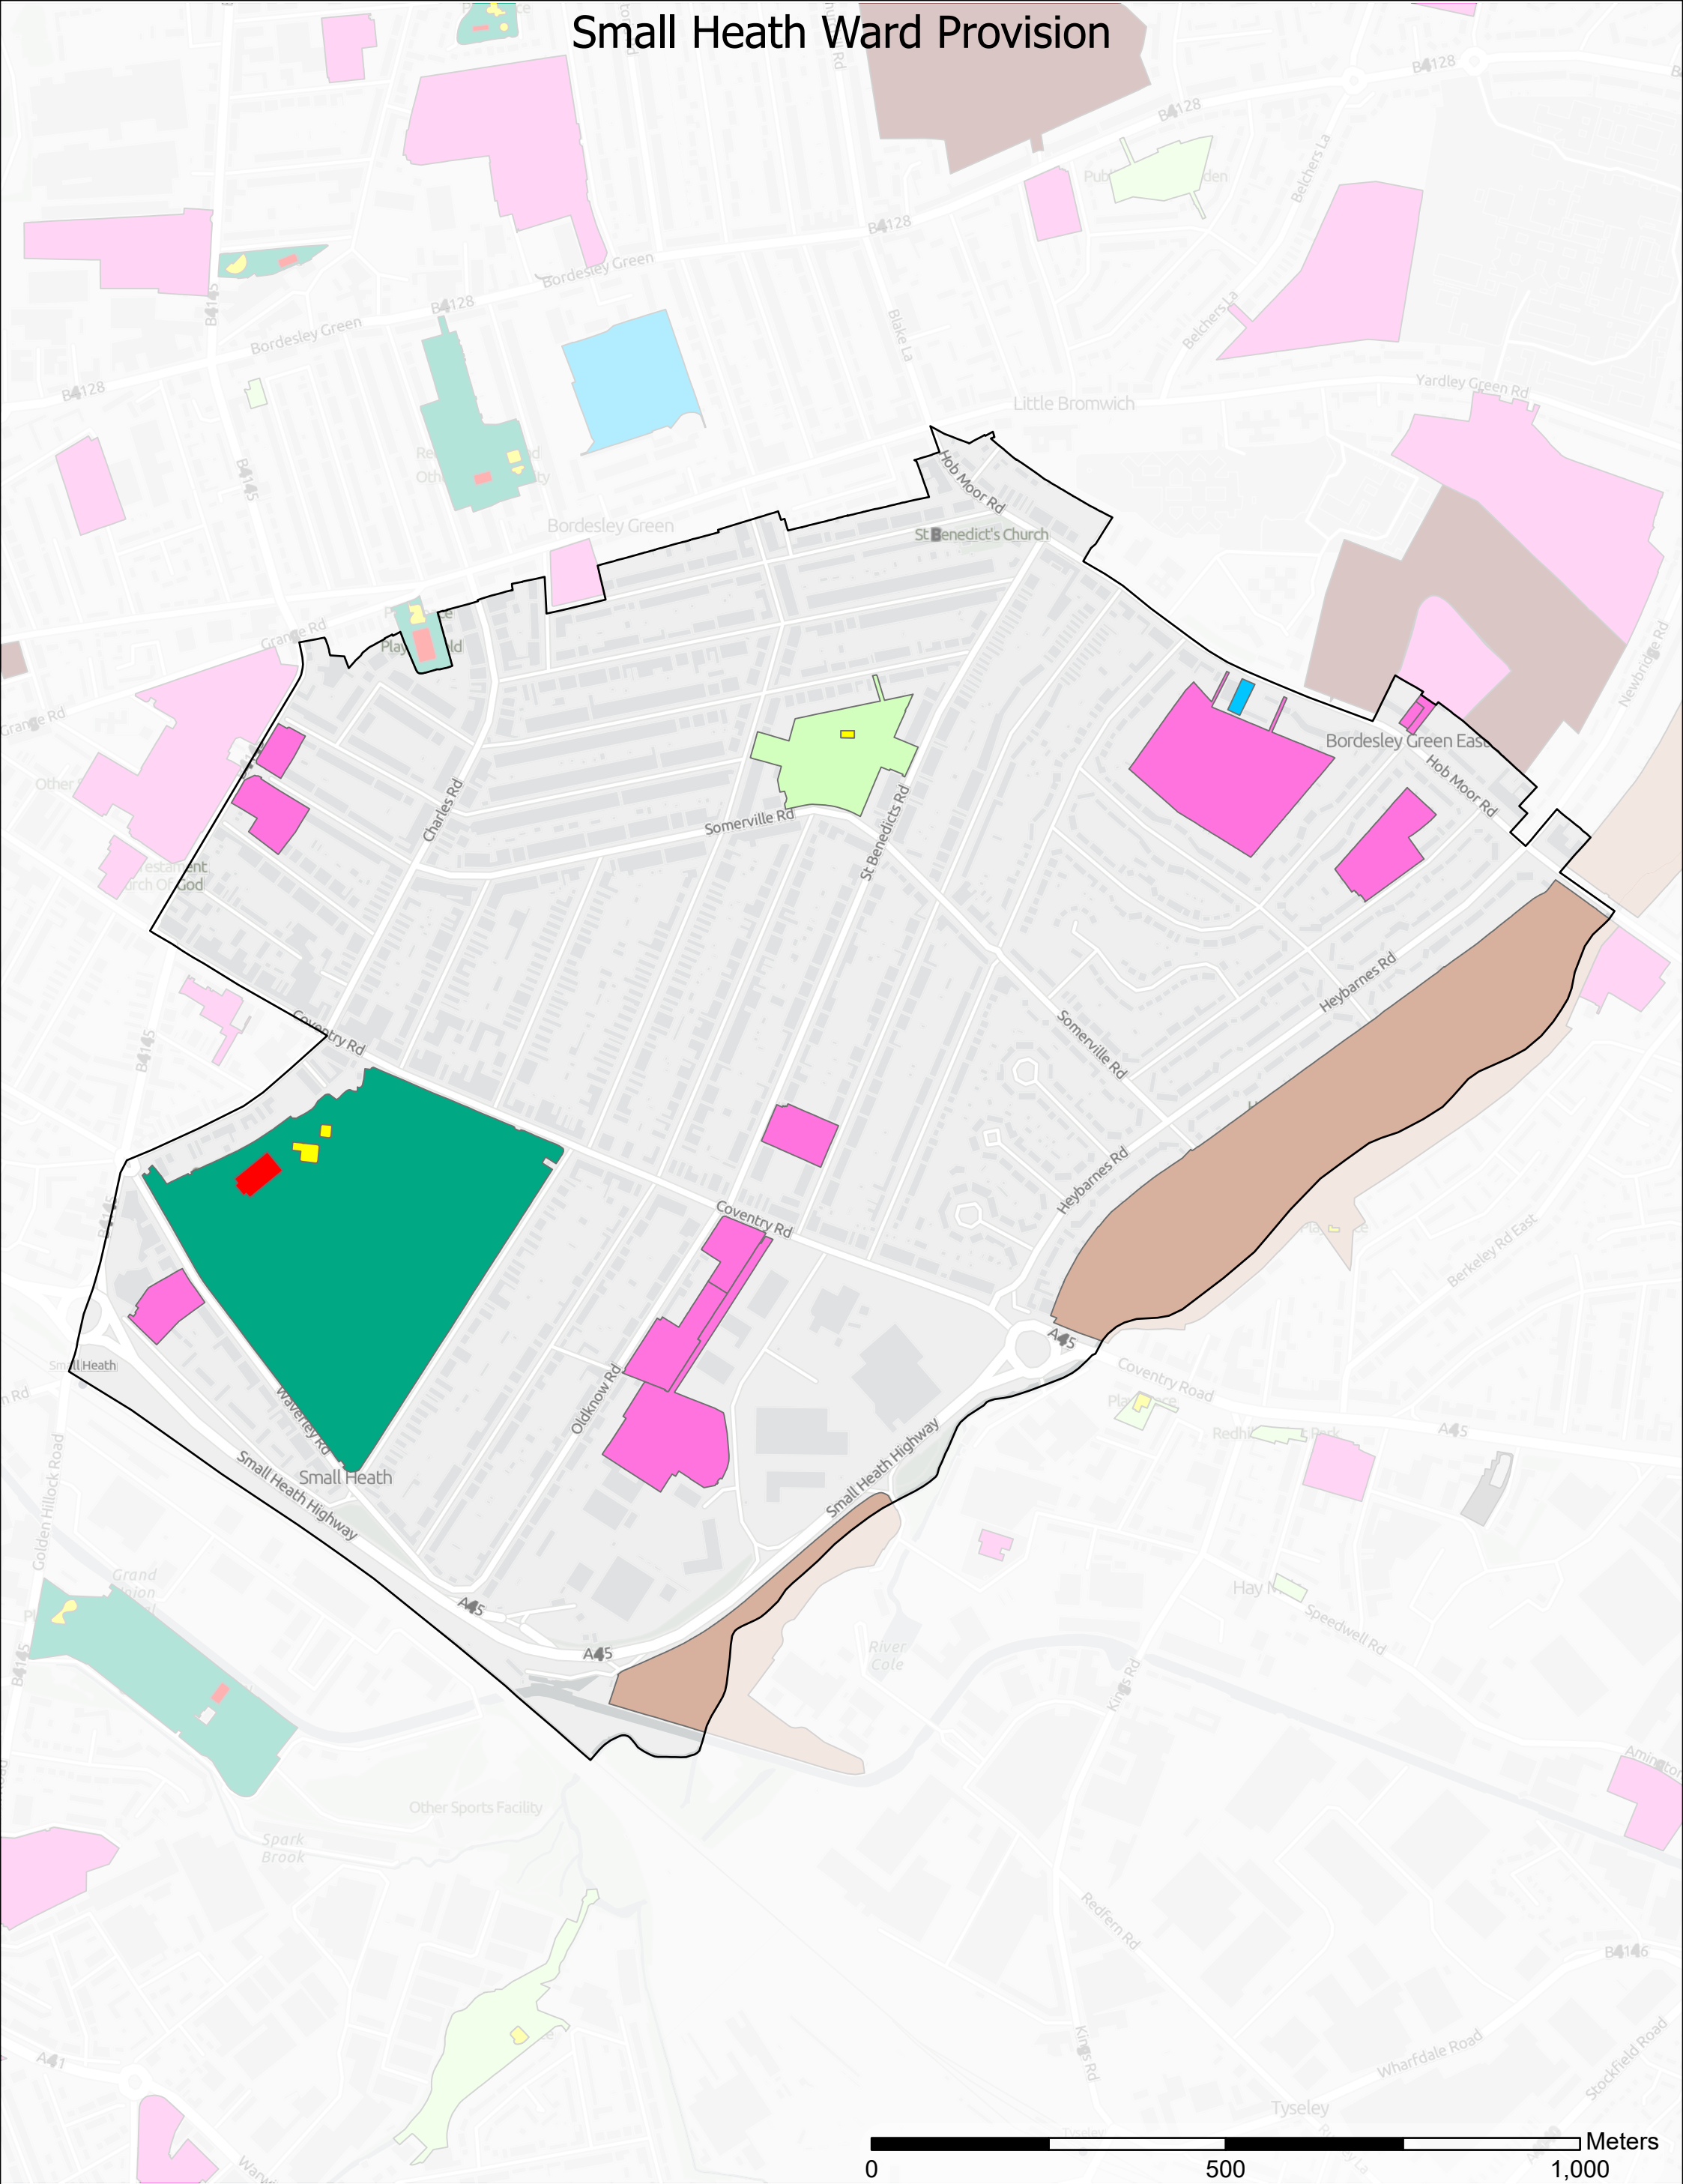 Small Heath Ward Provision
B4128
B4128
B4128
Belchers La
Bordesley Green
B4128
B4145
Bordesley Green
Belchers La
Blake La
B4128
Yardley Green Rd
Little Bromwich
B4145
Hob Moor Rd
Bordesley Green
St Benedict's Church
Grange Rd
Newbridge Rd
Grange Rd
Bordesley Green East
Hob Moor Rd
Charles Rd
Somerville Rd
St Benedicts Rd
Heybarnes Rd
Coventry Rd
B4145
Somerville Rd
Heybarnes Rd
Coventry Rd
Berkeley Rd East
A45
Small Heath
Coventry Road
Waverley Rd
Oldknow Rd
A45
Small Heath Highway
Small Heath
Small Heath Highway
Golden Hillock Road
Grand
Speedwell Rd
A45
A45
River
Cole
B4145
Kings Rd
Other Sports Facility
Spark
Brook
Redfern Rd
B4146
Kings Rd
Wharfdale Road
Stockfield Road
A41
Tyseley
Meters
0 500 1,000